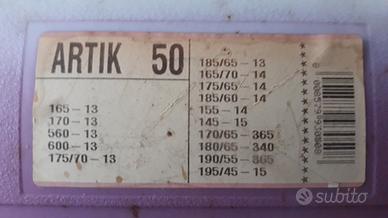 ARTIK 50
165 – 13
170 – 13
560 – 13
600 – 13
175/70 – 13
185/65 – 13
165/70 – 14
175/65 – 14
185/60 – 14
155 – 14
145 – 15
170/65 – 365
180/65 – 340
190/55 – 365
195/45 – 15
subito